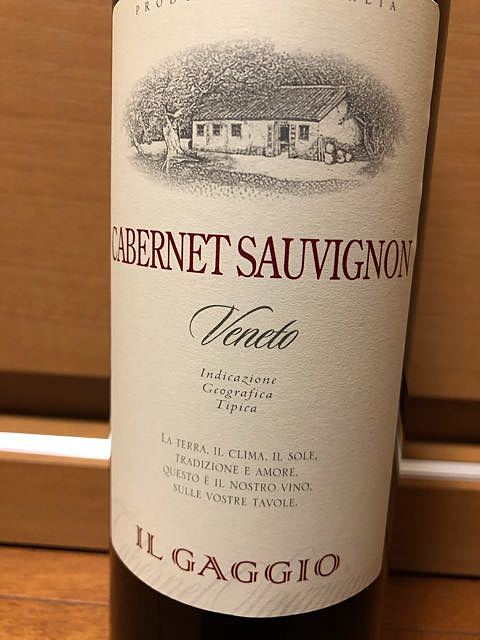 CABERNET SAUVIGNON
Veneto
Indicazione
Geografica
Tipica
LA TERRA, IL CLIMA, IL SOLE,
TRADIZIONE E AMORE.
QUESTO È IL NOSTRO VINO,
SULLE VOSTRE TAVOLE.
IL GAGGIO